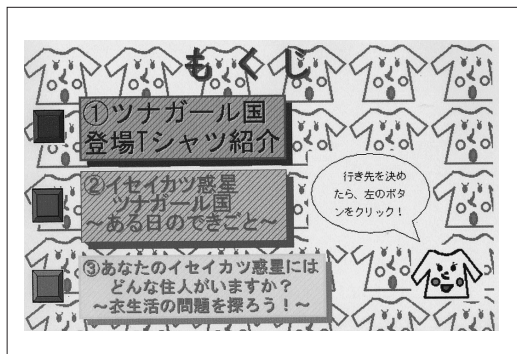 もくじ
①ツナガール国
登場Tシャツ紹介
②イセイカツ惑星
ツナガール国
～ある日のできごと～
③あなたのイセイカツ惑星には
どんな住人がいますか？
～衣生活の問題を探ろう！～
行き先を決め
たら、左のボタ
ンをクリック！